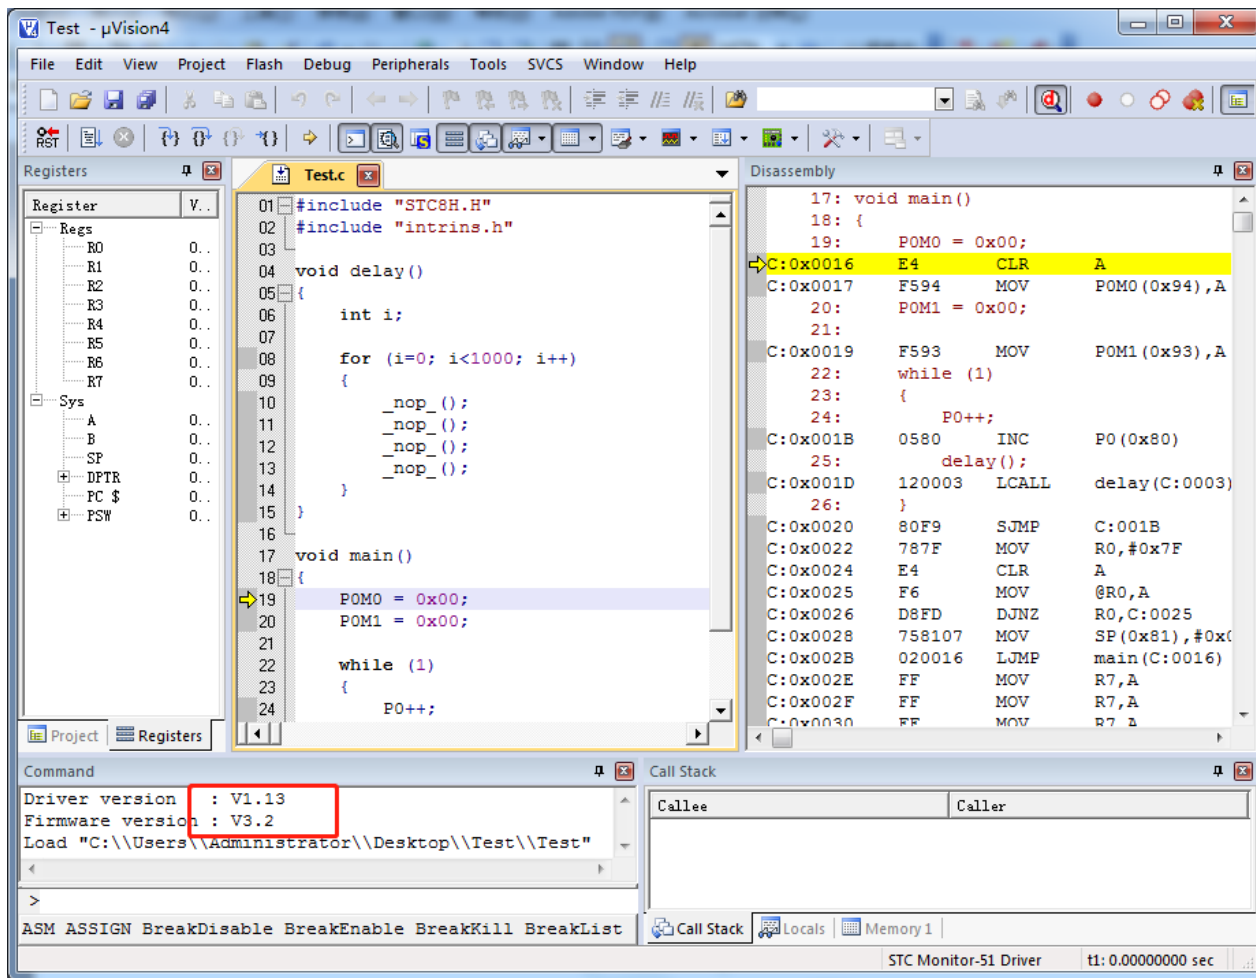 Test - µVision4
File Edit View Project Flash Debug Peripherals Tools SVCS Window Help
RST
Registers
Register V..
Regs
R0 0..
R1 0..
R2 0..
R3 0..
R4 0..
R5 0..
R6 0..
R7 0..
Sys
A 0..
B 0..
SP 0..
DPTR 0..
PC $ 0..
PSW 0..
Project Registers
Test.c
01 #include "STC8H.H"
02 #include "intrins.h"
03
04 void delay()
05 {
06 int i;
07
08 for (i=0; i<1000; i++)
09 {
10 _nop_();
11 _nop_();
12 _nop_();
13 _nop_();
14 }
15 }
16
17 void main()
18 {
19 P0M0 = 0x00;
20 P0M1 = 0x00;
21
22 while (1)
23 {
24 P0++;
Disassembly
17: void main()
18: {
19: P0M0 = 0x00;
C:0x0016 E4 CLR A
C:0x0017 F594 MOV P0M0(0x94),A
20: P0M1 = 0x00;
21:
C:0x0019 F593 MOV P0M1(0x93),A
22: while (1)
23: {
24: P0++;
C:0x001B 0580 INC P0(0x80)
25: delay();
C:0x001D 120003 LCALL delay(C:0003)
26: }
C:0x0020 80F9 SJMP C:001B
C:0x0022 787F MOV R0,#0x7F
C:0x0024 E4 CLR A
C:0x0025 F6 MOV @R0,A
C:0x0026 D8FD DJNZ R0,C:0025
C:0x0028 758107 MOV SP(0x81),#0x0
C:0x002B 020016 LJMP main(C:0016)
C:0x002E FF MOV R7,A
C:0x002F FF MOV R7,A
C:0x0030 FF MOV R7,A
Command
Driver version : V1.13
Firmware version : V3.2
Load "C:\\Users\\Administrator\\Desktop\\Test\\Test"
>
ASM ASSIGN BreakDisable BreakEnable BreakKill BreakList
Call Stack
Callee Caller
Call Stack Locals Memory 1
STC Monitor-51 Driver t1: 0.00000000 sec